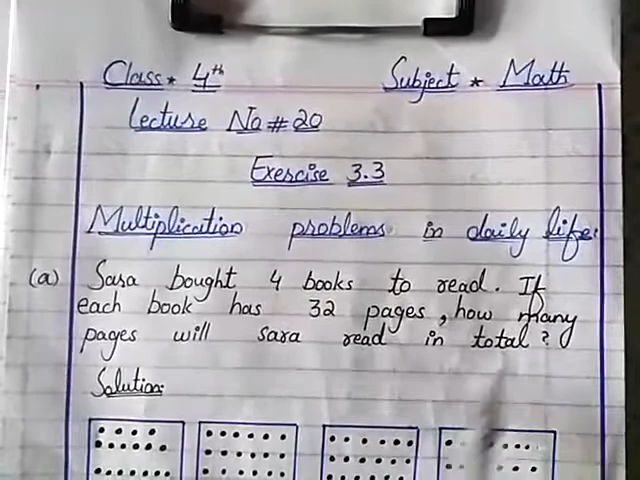 Class * 4th Subject * Math
Lecture No # 20
Exercise 3.3
Multiplication problems in daily life:
(a) Sara bought 4 books to read. If
each book has 32 pages, how many
pages will sara read in total?
Solution: